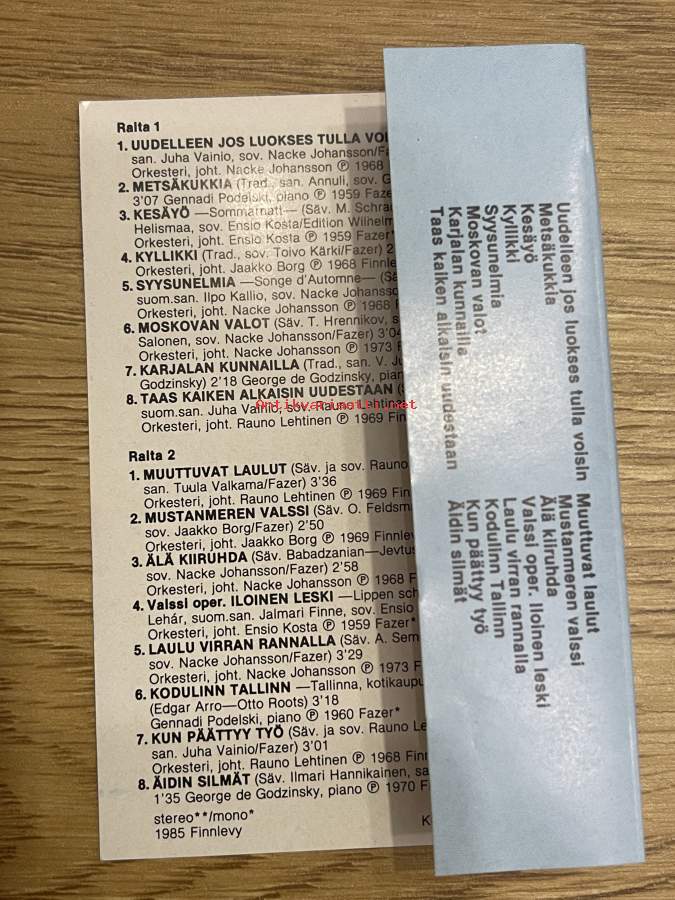 Raita 1
1. UUDELLEEN JOS LUOKSES TULLA VOI
san. Juha Vainio, sov. Nacke Johansson/Fa
Orkesteri, joht. Nacke Johansson Ⓟ 1968
2. METSÄKUKKIA (Trad., san. Annuli, sov. G
3'07 Gennadi Podelski, piano Ⓟ 1959 Faze
3. KESÄYÖ —Sommarnatt— (Säv. M. Schra
Helismaa, sov. Ensio Kosta/Edition Wilhelm
Orkesteri, joht. Ensio Kosta Ⓟ 1959 Fazer*
4. KYLLIKKI (Trad., sov. Toivo Kärki/Fazer) 2
Orkesteri, joht. Jaakko Borg Ⓟ 1968 Finnle
5. SYYSUNELMIA —Songe d'Automne— (Sä
suom.san. Ilpo Kallio, sov. Nacke Johansso
Orkesteri, joht. Nacke Johansson Ⓟ 1968 F
6. MOSKOVAN VALOT (Säv. T. Hrennikov, s
Salonen, sov. Nacke Johansson/Fazer) 3'04
Orkesteri, joht. Nacke Johansson Ⓟ 1973 F
7. KARJALAN KUNNAILLA (Trad., san. V. Ju
Godzinsky) 2'18 George de Godzinsky, pian
8. TAAS KAIKEN ALKAISIN UUDESTAAN (S
suom.san. Juha Vainio, sov. Rauno Lehtinen
Orkesteri, joht. Rauno Lehtinen Ⓟ 1969 Fin
Antikvariaatti.net
Raita 2
1. MUUTTUVAT LAULUT (Säv. ja sov. Rauno
san. Tuula Valkama/Fazer) 3'36
Orkesteri, joht. Rauno Lehtinen Ⓟ 1969 Finn
2. MUSTANMEREN VALSSI (Säv. O. Feldsma
sov. Jaakko Borg/Fazer) 2'50
Orkesteri, joht. Jaakko Borg Ⓟ 1969 Finnlev
3. ÄLÄ KIIRUHDA (Säv. Babadzanian—Jevtus
sov. Nacke Johansson/Fazer) 2'58
Orkesteri, joht. Nacke Johansson Ⓟ 1968 F
4. Valssi oper. ILOINEN LESKI —Lippen sch
Lehár, suom.san. Jalmari Finne, sov. Ensio
Orkesteri, joht. Ensio Kosta Ⓟ 1959 Fazer*
5. LAULU VIRRAN RANNALLA (Säv. A. Sem
sov. Nacke Johansson/Fazer) 3'29
Orkesteri, joht. Nacke Johansson Ⓟ 1973 F
6. KODULINN TALLINN —Tallinna, kotikaupu
(Edgar Arro—Otto Roots) 3'18
Gennadi Podelski, piano Ⓟ 1960 Fazer*
7. KUN PÄÄTTYY TYÖ (Säv. ja sov. Rauno Le
san. Juha Vainio/Fazer) 3'01
Orkesteri, joht. Rauno Lehtinen Ⓟ 1968 Finn
8. ÄIDIN SILMÄT (Säv. Ilmari Hannikainen, sa
1'35 George de Godzinsky, piano Ⓟ 1970 F
stereo**/mono*
1985 Finnlevy
K
Uudelleen jos luokses tulla voisin
Metsäkukkia
Kesäyö
Kyllikki
Syysunelmia
Moskovan valot
Karjalan kunnailla
Taas kaiken alkaisin uudestaan
Muuttuvat laulut
Mustanmeren valssi
Älä kiiruhda
Valssi oper. Iloinen leski
Laulu virran rannalla
Kodulinn Tallinn
Kun päättyy työ
Äidin silmät